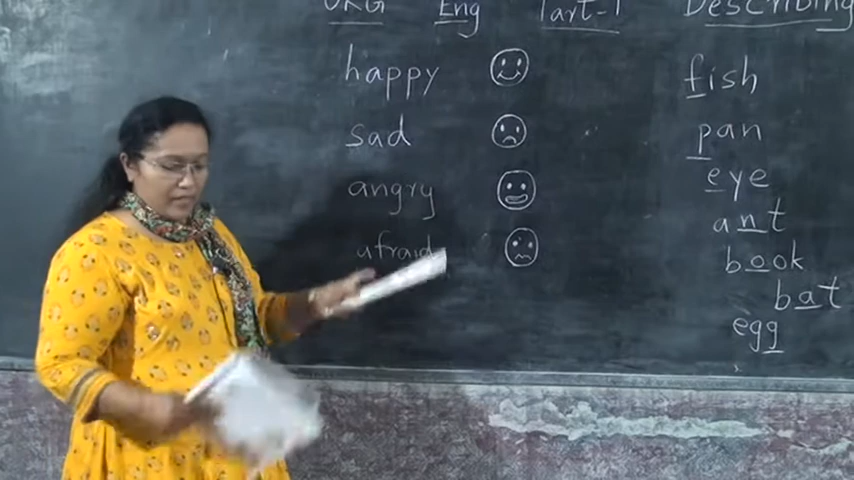 UKG Eng Part-1 Describing
happy fish
sad pan
angry eye
afraid ant
book
bat
egg